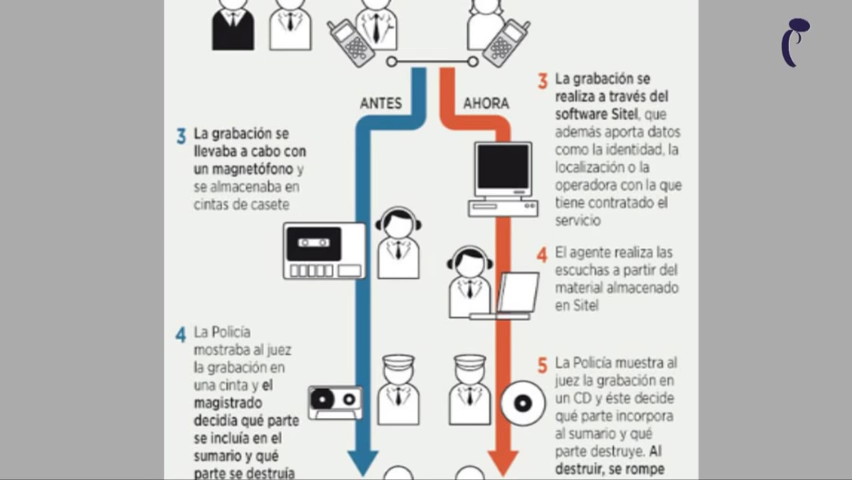 ANTES
AHORA
3 La grabación se
llevaba a cabo con
un magnetófono y
se almacenaba en
cintas de casete
4 La Policía
mostraba al juez
la grabación en
una cinta y el
magistrado
decidía qué parte
se incluía en el
sumario y qué
parte se destruía
3 La grabación se
realiza a través del
software Sitel, que
además aporta datos
como la identidad, la
localización o la
operadora con la que
tiene contratado el
servicio
4 El agente realiza las
escuchas a partir del
material almacenado
en Sitel
5 La Policía muestra al
juez la grabación en
un CD y éste decide
qué parte incorpora
al sumario y qué
parte destruye. Al
destruir, se rompe